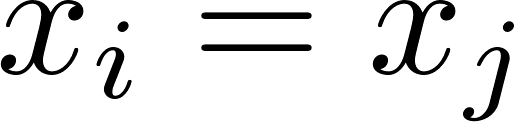 x_i = x_j